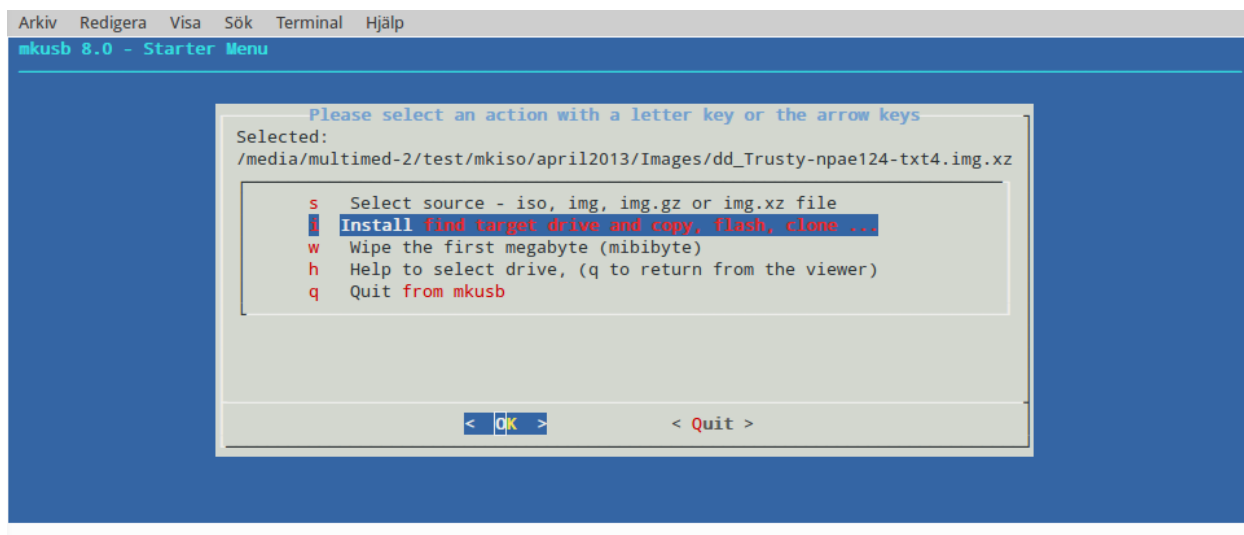 Arkiv Redigera Visa Sök Terminal Hjälp
mkusb 8.0 - Starter Menu
Please select an action with a letter key or the arrow keys
Selected:
/media/multimed-2/test/mkiso/april2013/Images/dd_Trusty-npae124-txt4.img.xz
s Select source - iso, img, img.gz or img.xz file
i Install find target drive and copy, flash, clone ...
w Wipe the first megabyte (mibibyte)
h Help to select drive, (q to return from the viewer)
q Quit from mkusb
< OK > < Quit >